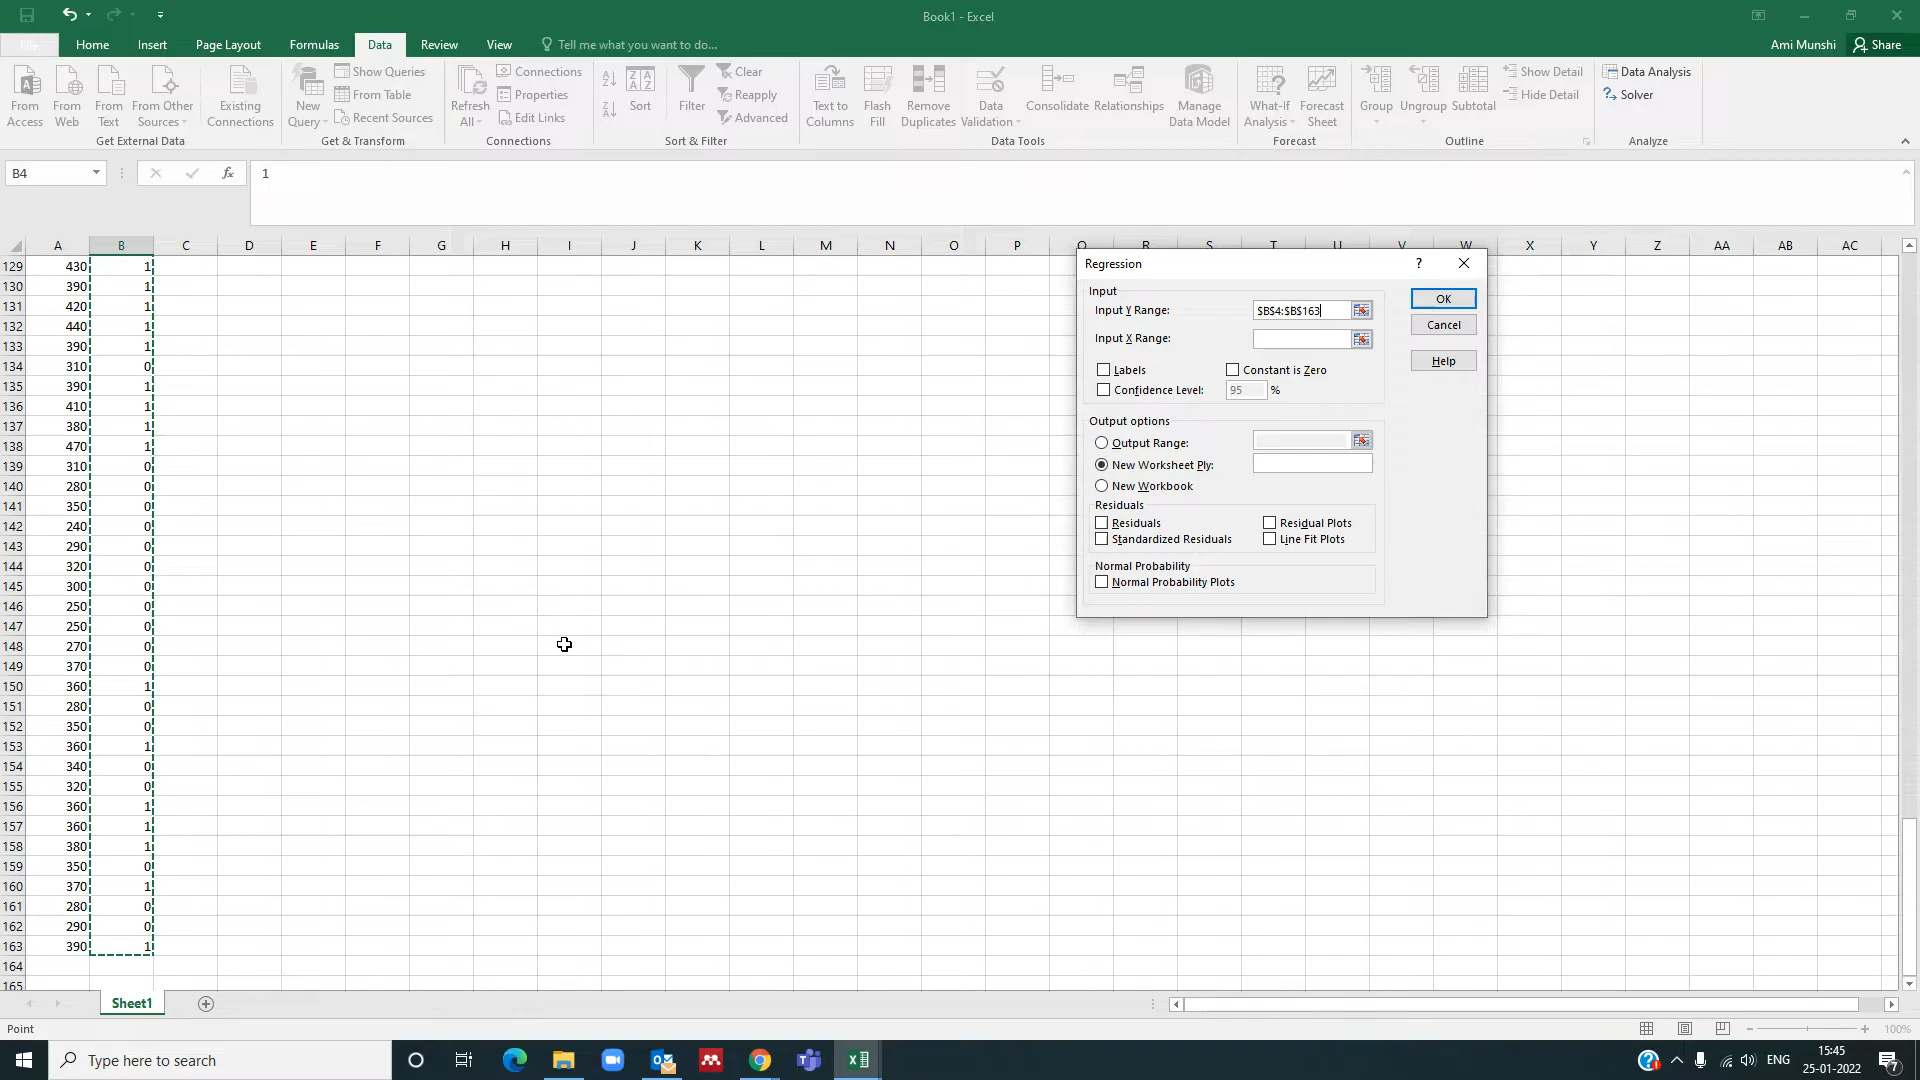 Book1 - Excel
File Home Insert Page Layout Formulas Data Review View Tell me what you want to do... Ami Munshi Share
From Access
From Web
From Text
From Other Sources
Existing Connections
Get External Data
New Query
Show Queries
From Table
Recent Sources
Get & Transform
Refresh All
Connections
Properties
Edit Links
Connections
Sort
Filter
Clear
Reapply
Advanced
Sort & Filter
Text to Columns
Flash Fill
Remove Duplicates
Data Validation
Consolidate
Relationships
Manage Data Model
Data Tools
What-If Analysis
Forecast Sheet
Forecast
Group
Ungroup
Subtotal
Show Detail
Hide Detail
Outline
Data Analysis
Solver
Analyze
B4 fx 1
A B C D E F G H I J K L M N O P Q R S T U V W X Y Z AA AB AC
129 430 1
130 390 1
131 420 1
132 440 1
133 390 1
134 310 0
135 390 1
136 410 1
137 380 1
138 470 1
139 310 0
140 280 0
141 350 0
142 240 0
143 290 0
144 320 0
145 300 0
146 250 0
147 250 0
148 270 0
149 370 0
150 360 1
151 280 0
152 350 0
153 360 1
154 340 0
155 320 0
156 360 1
157 360 1
158 380 1
159 350 0
160 370 1
161 280 0
162 290 0
163 390 1
164
165
Regression ?
Input
Input Y Range: $B$4:$B$163
Input X Range:
Labels Constant is Zero
Confidence Level: 95 %
OK
Cancel
Help
Output options
Output Range:
New Worksheet Ply:
New Workbook
Residuals
Residuals Residual Plots
Standardized Residuals Line Fit Plots
Normal Probability
Normal Probability Plots
Sheet1
Point 100%
Type here to search
ENG
15:45
25-01-2022
7